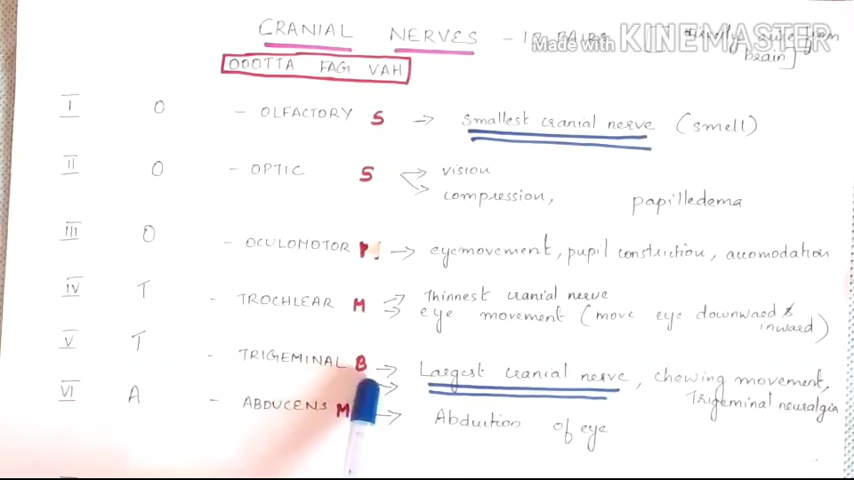 CRANIAL NERVES - 12 PAIRS
Made with KINEMASTER
brain]
OOOTTA FAG VAH
I O - OLFACTORY S → Smallest cranial nerve (smell)
II O - OPTIC S → vision
→ compression, papilledema
III O - OCULOMOTOR M → eyemovement, pupil constriction, accomodation
IV T - TROCHLEAR M → Thinnest cranial nerve
→ eye movement (move eye downward &
inward)
V T - TRIGEMINAL B → Largest cranial nerve, chewing movement,
→ Trigeminal neuralgia
VI A - ABDUCENS M → Abduction of eye